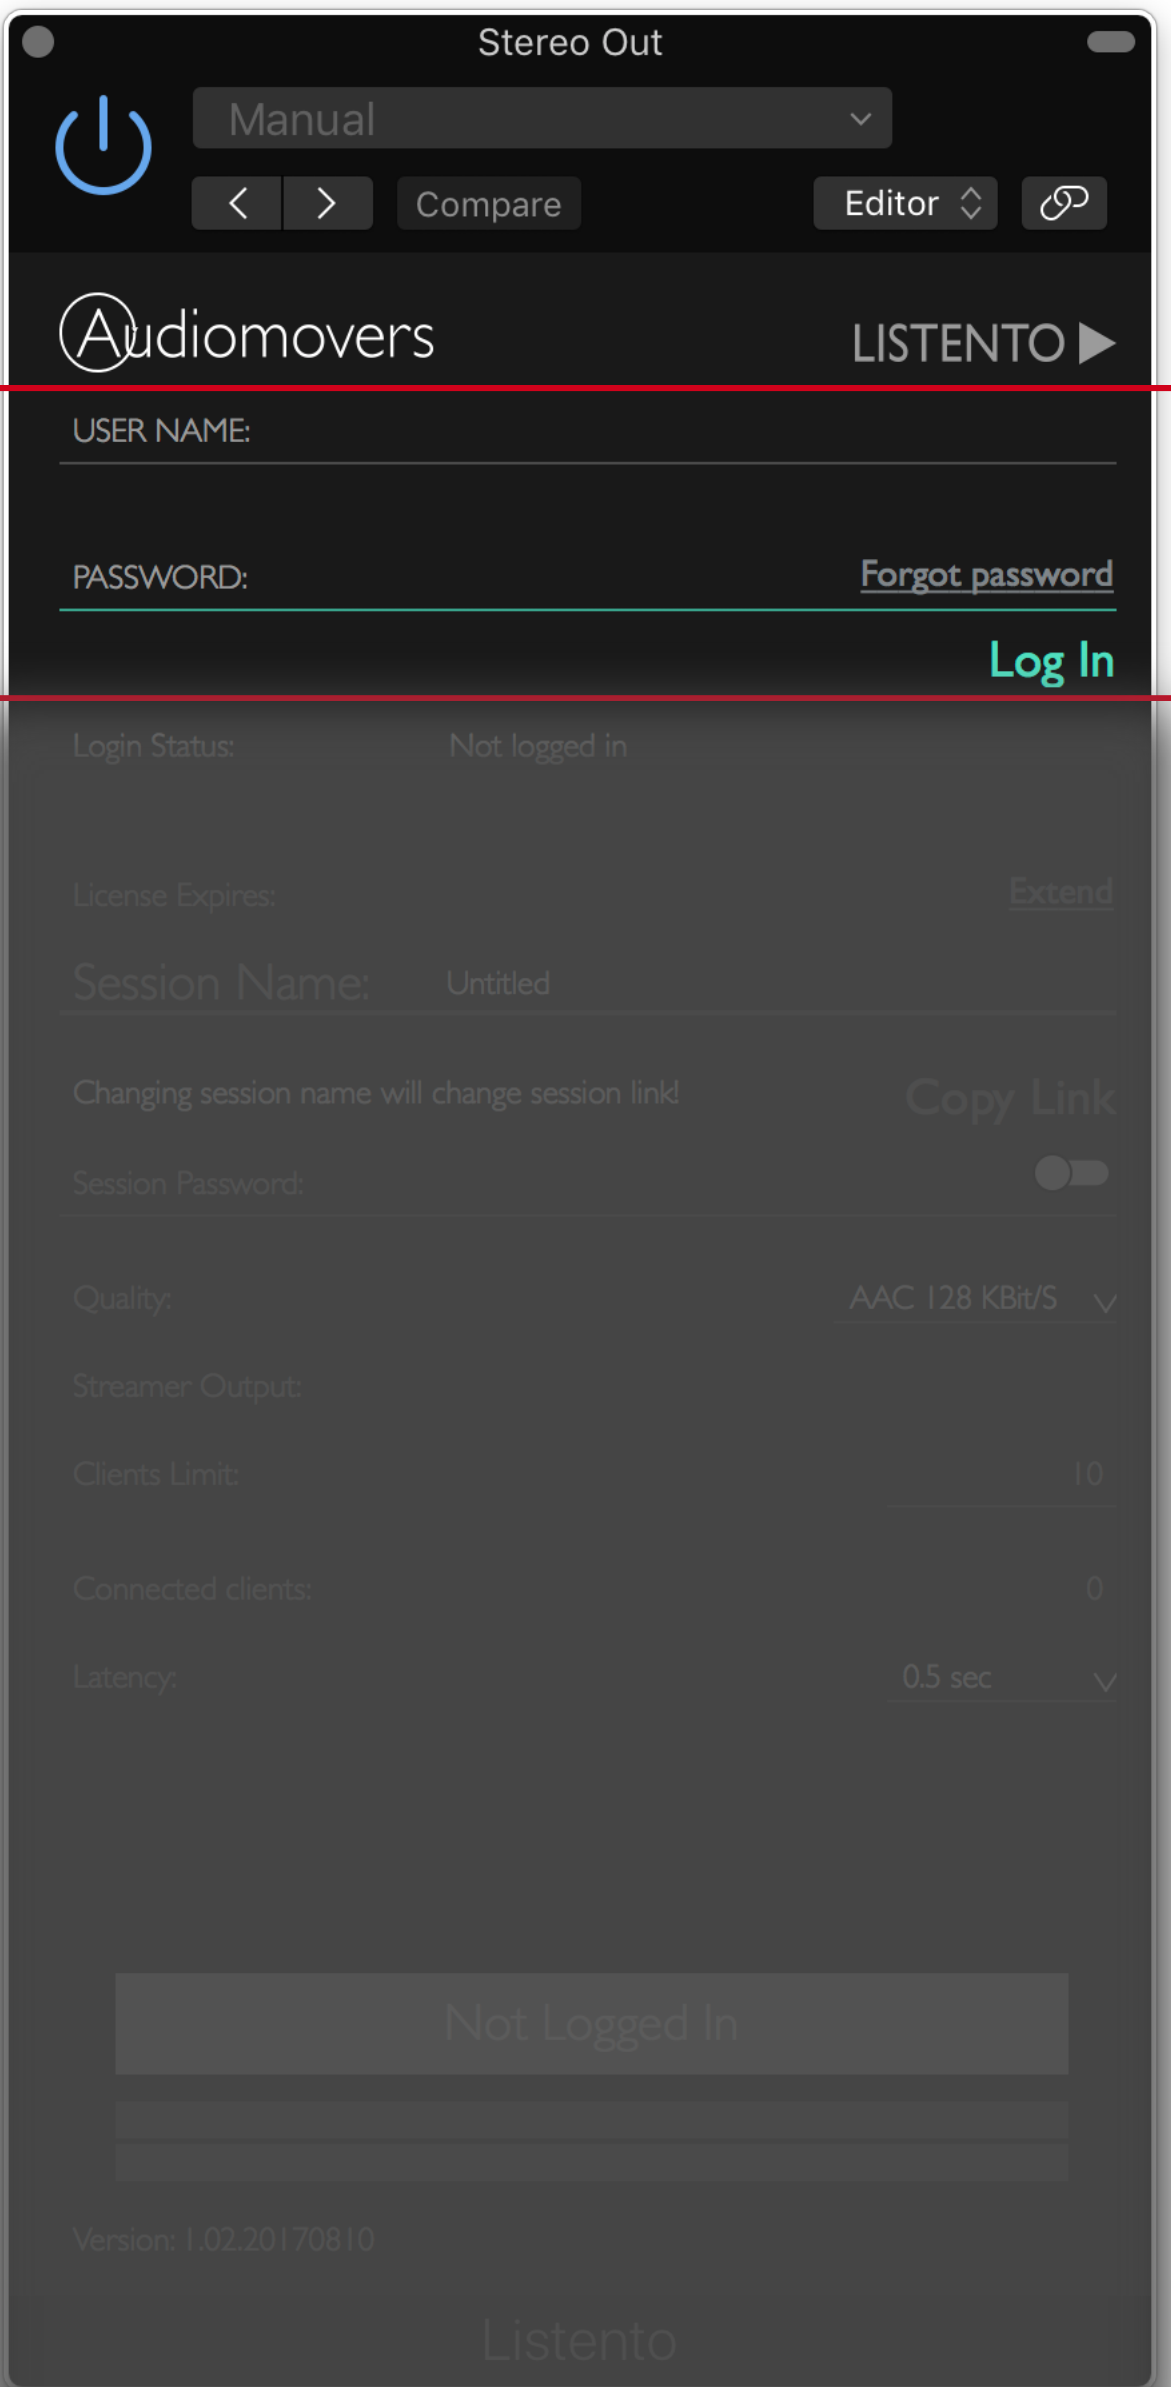 Stereo Out
Manual
Compare
Editor
Audiomovers
LISTENTO
USER NAME:
PASSWORD: Forgot password
Log In
Login Status: Not logged in
License Expires: Extend
Session Name: Untitled
Changing session name will change session link! Copy Link
Session Password:
Quality: AAC 128 KBit/S
Streamer Output:
Clients Limit: 10
Connected clients: 0
Latency: 0.5 sec
Not Logged In
Version: 1.02.20170810
Listento